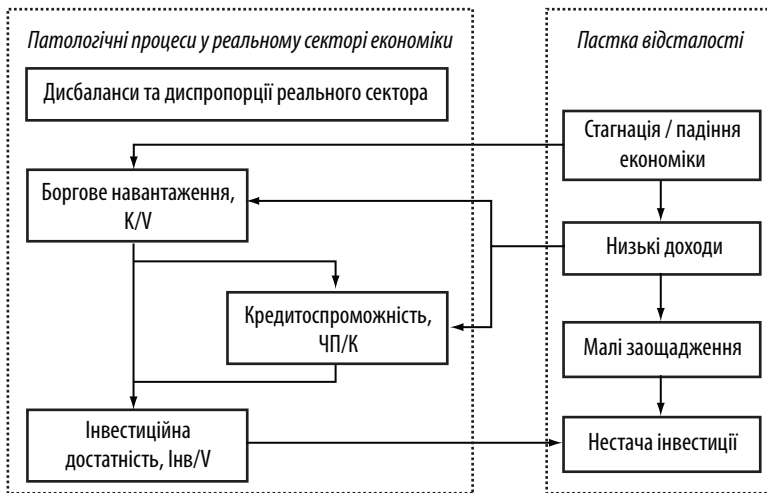 Патологічні процеси у реальному секторі економіки
Дисбаланси та диспропорції реального сектора
Боргове навантаження,
K/V
Кредитоспроможність,
ЧП/К
Інвестиційна
достатність, Інв/V
Пастка відсталості
Стагнація / падіння
економіки
Низькі доходи
Малі заощадження
Нестача інвестиції